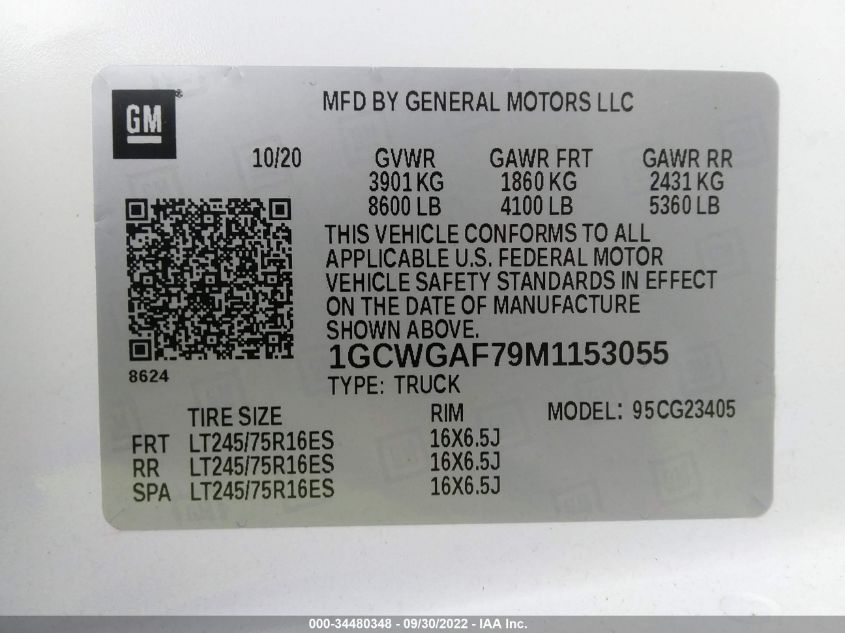 GM®
MFD BY GENERAL MOTORS LLC
10/20 GVWR GAWR FRT GAWR RR
3901 KG 1860 KG 2431 KG
8600 LB 4100 LB 5360 LB
THIS VEHICLE CONFORMS TO ALL
APPLICABLE U.S. FEDERAL MOTOR
VEHICLE SAFETY STANDARDS IN EFFECT
ON THE DATE OF MANUFACTURE
SHOWN ABOVE.
1GCWGAF79M1153055
8624
TYPE: TRUCK
TIRE SIZE RIM MODEL: 95CG23405
FRT LT245/75R16ES 16X6.5J
RR LT245/75R16ES 16X6.5J
SPA LT245/75R16ES 16X6.5J
000-34480348 - 09/30/2022 - IAA Inc.